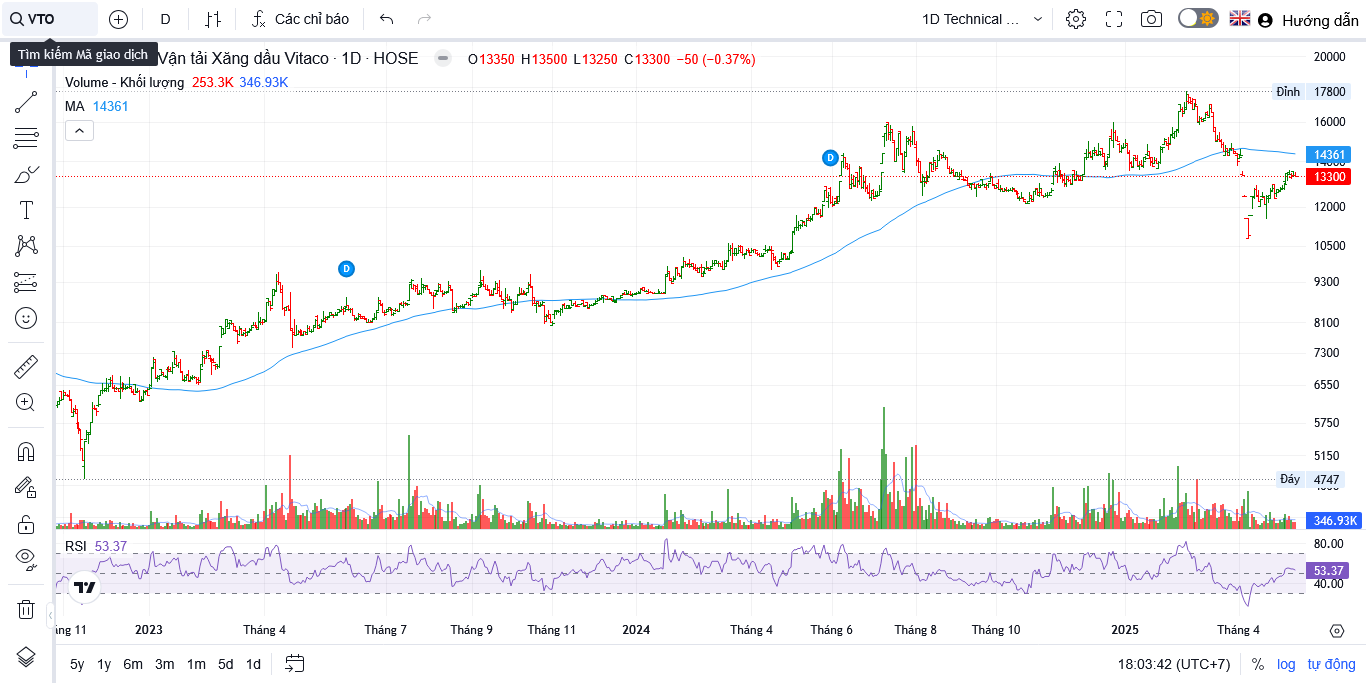 VTO D Các chỉ báo 1D Technical ... Hướng dẫn
Tìm kiếm Mã giao dịch
Vận tải Xăng dầu Vitaco · 1D · HOSE O13350 H13500 L13250 C13300 −50 (−0.37%)
Volume - Khối lượng 253.3K 346.93K
MA 14361
20000
Đỉnh 17800
16000
D
14361
13300
12000
10500
D
9300
8100
7300
6550
5750
5150
Đáy 4747
346.93K
RSI 53.37
80.00
53.37
40.00
2023 Tháng 4 Tháng 7 Tháng 9 Tháng 11 2024 Tháng 4 Tháng 6 Tháng 8 Tháng 10 2025 Tháng 4
5y 1y 6m 3m 1m 5d 1d 18:03:42 (UTC+7) % log tự động